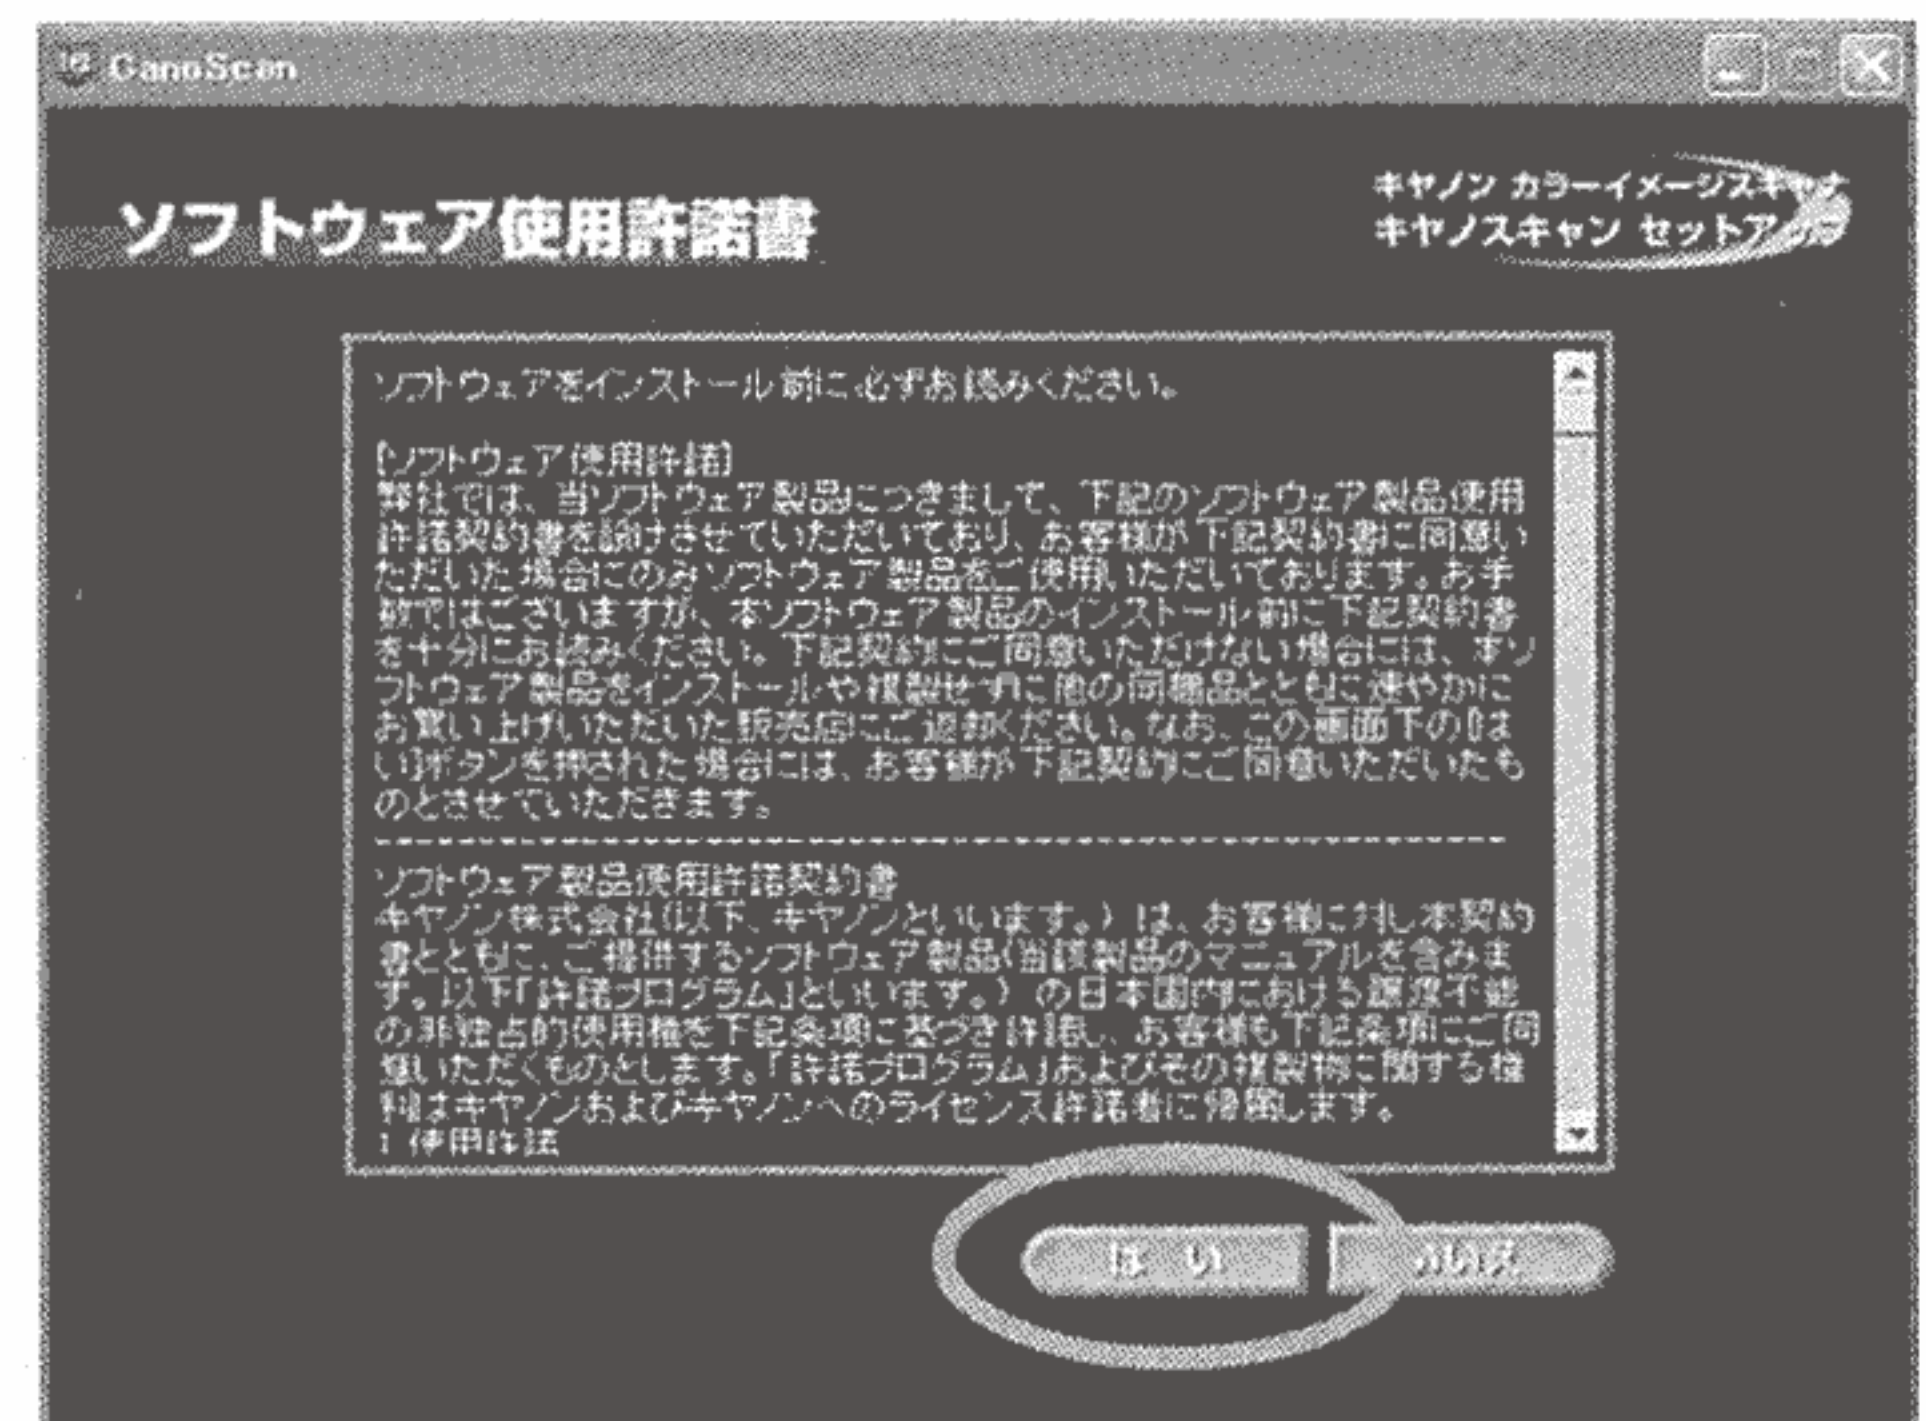 CanoScan
ソフトウェア使用許諾書
キヤノン カラーイメージスキャナ
キヤノスキャン セットアップ
ソフトウェアをインストール前に必ずお読みください。
[ソフトウェア使用許諾]
弊社では、当ソフトウェア製品につきまして、下記のソフトウェア製品使用
許諾契約書を設けさせていただいており、お客様が下記契約書に同意い
ただいた場合にのみソフトウェア製品をご使用いただいております。お手
数ではございますが、本ソフトウェア製品のインストール前に下記契約書
を十分にお読みください。下記契約にご同意いただけない場合には、本ソ
フトウェア製品をインストールや複製せずに他の同梱品とともに速やかに
お買い上げいただいた販売店にご返却ください。なお、この画面下の[は
い]ボタンを押された場合には、お客様が下記契約にご同意いただいたも
のとさせていただきます。
ソフトウェア製品使用許諾契約書
キヤノン株式会社(以下、キヤノンといいます。) は、お客様に対し本契約
書とともに、ご提供するソフトウェア製品(当該製品のマニュアルを含みま
す。以下「許諾プログラム」といいます。) の日本国内における譲渡不能
の非独占的使用権を下記条項に基づき許諾し、お客様も下記条項にご同
意いただくものとします。「許諾プログラム」およびその複製物に関する権
利はキヤノンおよびキヤノンへのライセンス許諾者に帰属します。
1 使用許諾
は い
いいえ